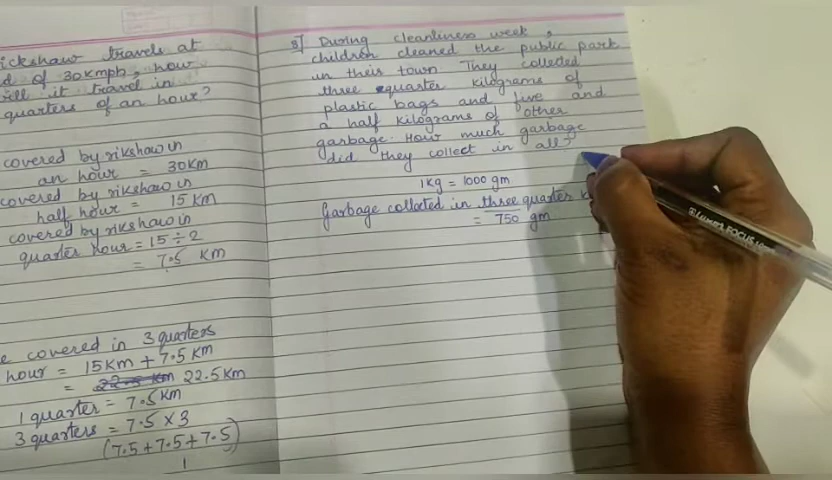 ickshaw travels at
d of 30kmph, how
will it travel in
quarters of an hour?
covered by rikshaw in
an hour = 30 Km
covered by rikshaw in
half hour = 15 Km
covered by rikshaw in
quarter hour = 15 ÷ 2
= 7.5 Km
e covered in 3 quarters
hour = 15Km + 7.5 Km
= 22.5 Km
1 quarter = 7.5 Km
3 quarters = 7.5 × 3
(7.5 + 7.5 + 7.5)
During cleanliness week,
children cleaned the public park
in their town. They collected
three quarter kilograms of
plastic bags and five and
a half kilograms of other
garbage. How much garbage
did they collect in all?
1 Kg = 1000 gm
Garbage collected in three quarter
= 750 gm
FOCUS